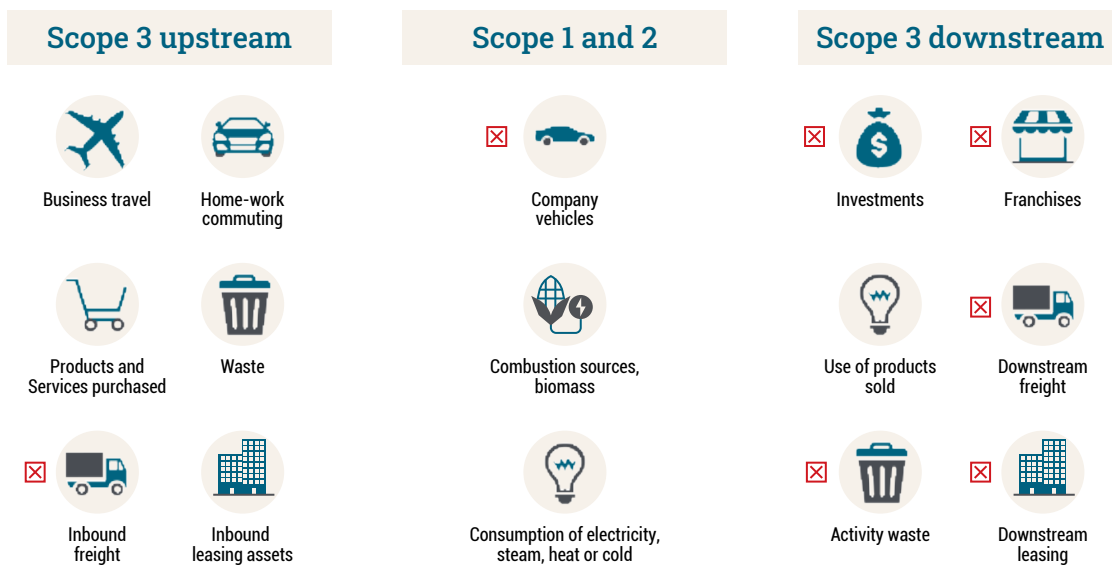 Scope 3 upstream
Business travel
Home-work
commuting
Products and
Services purchased
Waste
Inbound
freight
Inbound
leasing assets
Scope 1 and 2
Company
vehicles
Combustion sources,
biomass
Consumption of electricity,
steam, heat or cold
Scope 3 downstream
$
Investments
Franchises
Use of products
sold
Downstream
freight
Activity waste
Downstream
leasing